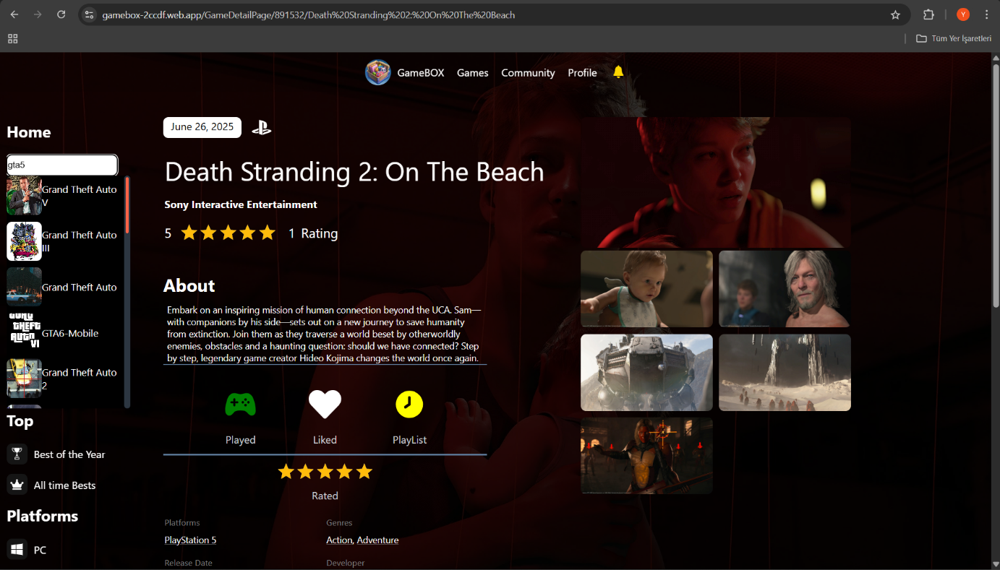 gamebox-2ccdf.web.app/GameDetailPage/891532/Death%20Stranding%202:%20On%20The%20Beach
Y
Tüm Yer İşaretleri
GameBOX Games Community Profile
Home
gta5
Grand Theft Auto
V
Grand Theft Auto
III
Grand Theft Auto
GTA6-Mobile
Grand Theft Auto
2
Top
Best of the Year
All time Bests
Platforms
PC
June 26, 2025
Death Stranding 2: On The Beach
Sony Interactive Entertainment
5 1 Rating
About
Embark on an inspiring mission of human connection beyond the UCA. Sam—
with companions by his side—sets out on a new journey to save humanity
from extinction. Join them as they traverse a world beset by otherworldly
enemies, obstacles and a haunting question: should we have connected? Step
by step, legendary game creator Hideo Kojima changes the world once again.
Played Liked PlayList
Rated
Platforms Genres
PlayStation 5 Action, Adventure
Release Date Developer